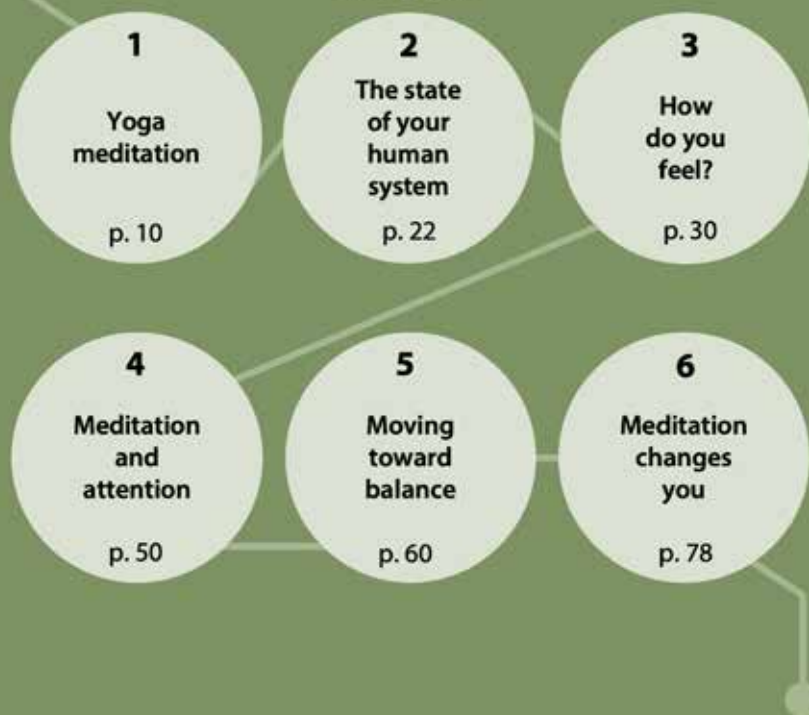 1
Yoga
meditation
p. 10
2
The state
of your
human
system
p. 22
3
How
do you
feel?
p. 30
4
Meditation
and
attention
p. 50
5
Moving
toward
balance
p. 60
6
Meditation
changes
you
p. 78